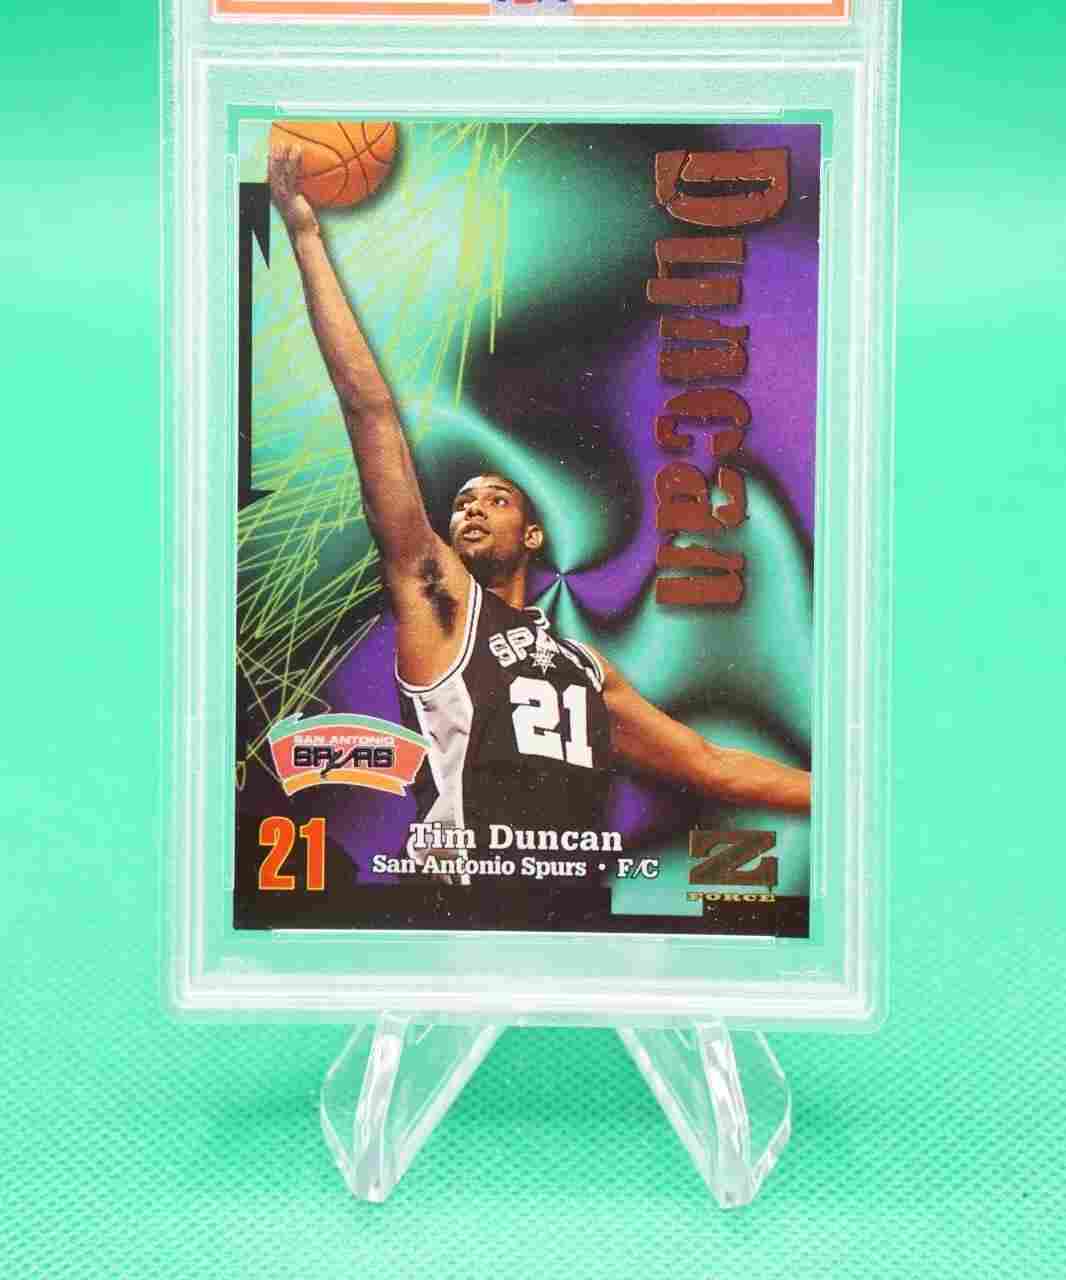 Duncan
SPURS
21
SAN ANTONIO
SPURS
21
Tim Duncan
San Antonio Spurs • F/C
Z
FORCE